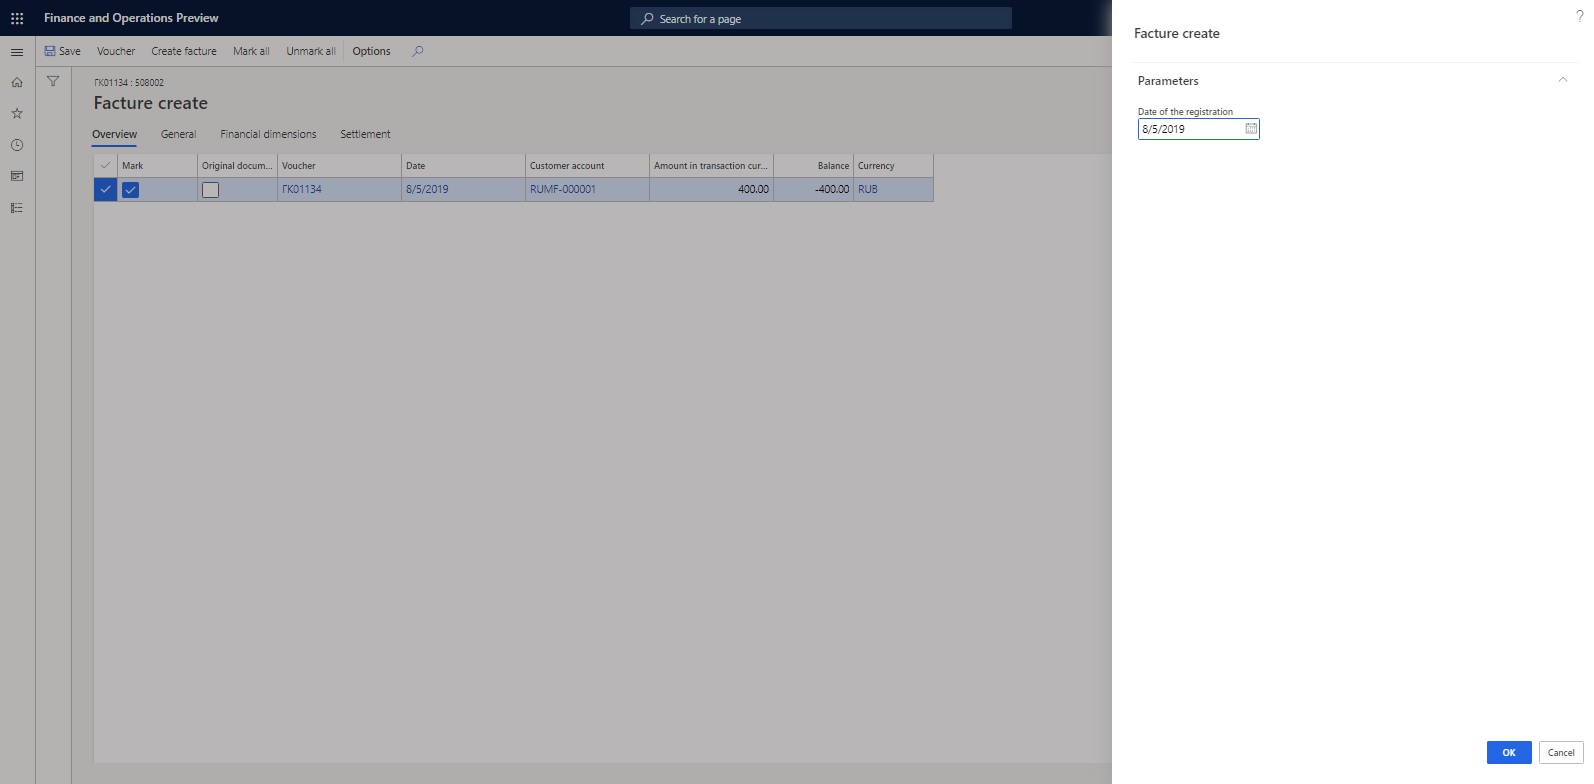 Finance and Operations Preview
Search for a page
?
Save Voucher Create facture Mark all Unmark all Options
ГК01134 : 508002
Facture create
Overview General Financial dimensions Settlement
Mark Original docum... Voucher Date Customer account Amount in transaction cur... Balance Currency
ГК01134 8/5/2019 RUMF-000001 400.00 -400.00 RUB
Facture create
Parameters
Date of the registration
8/5/2019
OK Cancel